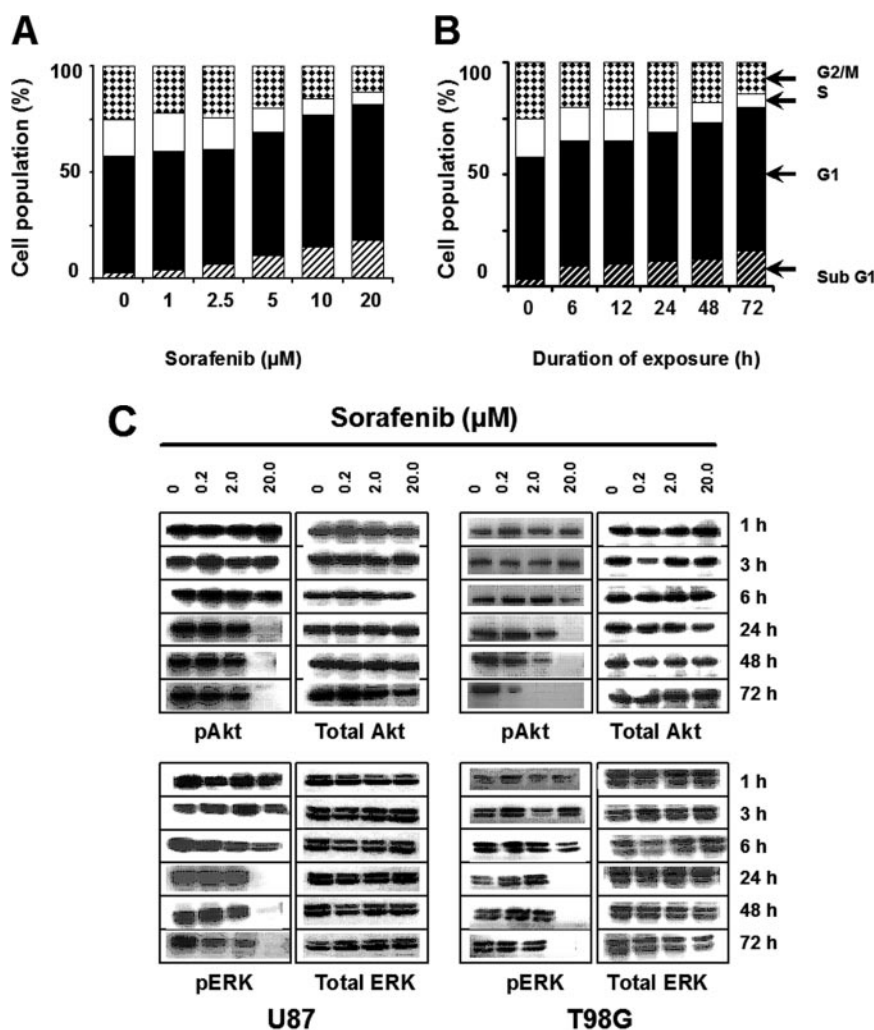 A
B
100
50
0
Cell population (%)
0 1 2.5 5 10 20
Sorafenib (µM)
100
50
0
Cell population (%)
0 6 12 24 48 72
Duration of exposure (h)
G2/M
S
G1
Sub G1
C
Sorafenib (µM)
0 0.2 2.0 20.0 0 0.2 2.0 20.0 0 0.2 2.0 20.0 0 0.2 2.0 20.0
1 h
3 h
6 h
24 h
48 h
72 h
pAkt Total Akt pAkt Total Akt
1 h
3 h
6 h
24 h
48 h
72 h
pERK Total ERK pERK Total ERK
U87 T98G